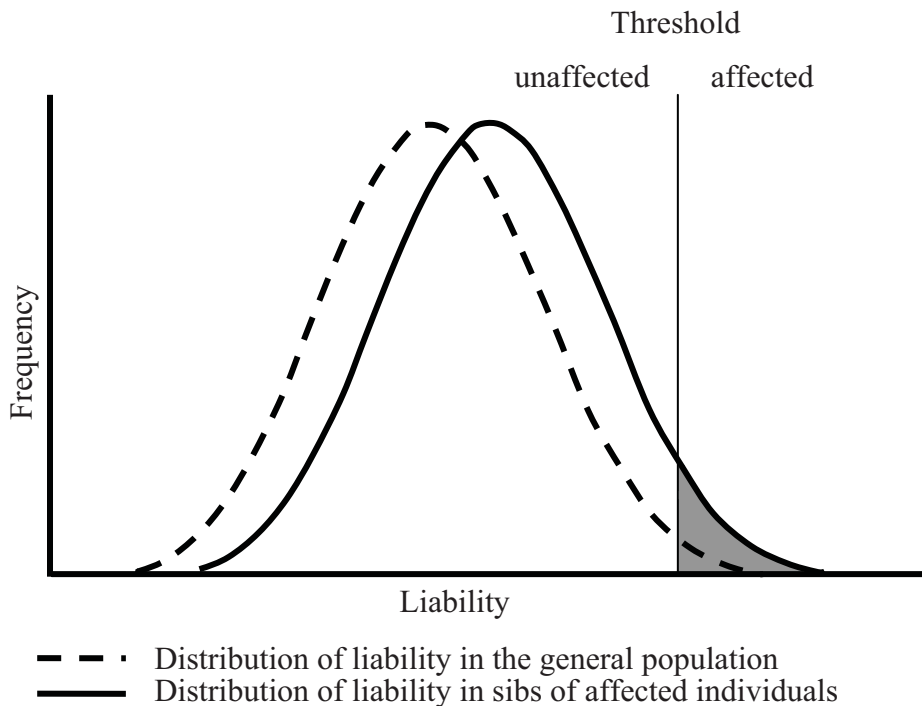 Threshold
unaffected affected
Frequency
Liability
Distribution of liability in the general population
Distribution of liability in sibs of affected individuals